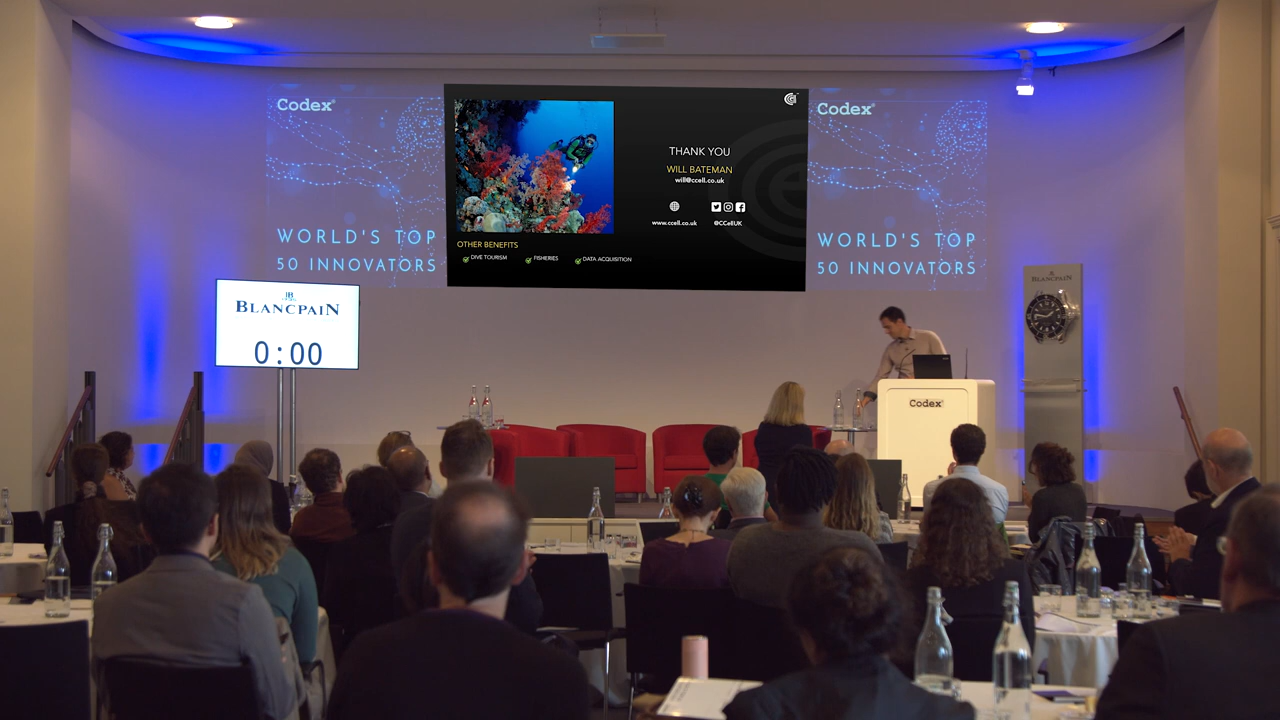 Codex®
WORLD'S TOP
50 INNOVATORS
THANK YOU
WILL BATEMAN
will@ccell.co.uk
www.ccell.co.uk
@CCellUK
OTHER BENEFITS
DIVE TOURISM
FISHERIES
DATA ACQUISITION
Codex®
WORLD'S TOP
50 INNOVATORS
JB
BLANCPAIN
0:00
BLANCPAIN
Codex®